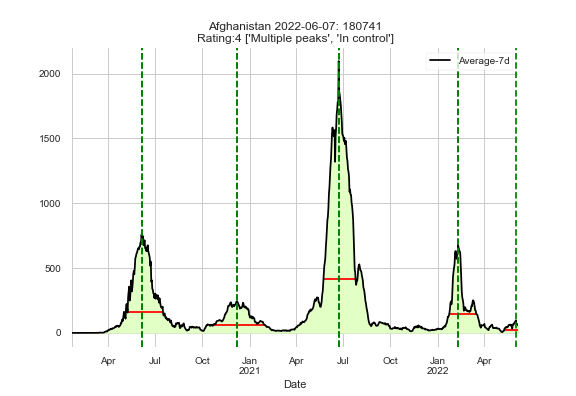 Afghanistan 2022-06-07: 180741
Rating:4 ['Multiple peaks', 'In control']
Average-7d
2000
1500
1000
500
0
Apr Jul Oct Jan Apr Jul Oct Jan Apr
2021 2022
Date